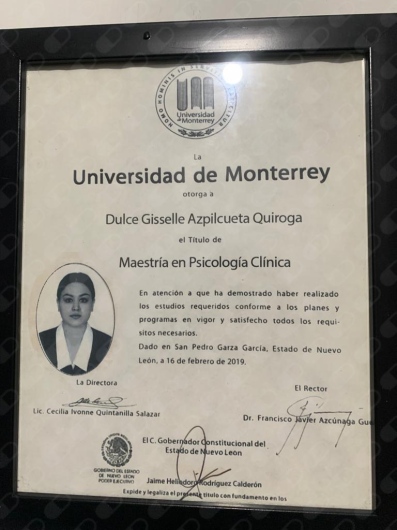 Universidad
de Monterrey
HOMO HOMINIS IN
La
Universidad de Monterrey
otorga a
Dulce Gisselle Azpilcueta Quiroga
el Título de
Maestría en Psicología Clínica
En atención a que ha demostrado haber realizado
los estudios requeridos conforme a los planes y
programas en vigor y satisfecho todos los requi-
sitos necesarios.
Dado en San Pedro Garza García, Estado de Nuevo
León, a 16 de febrero de 2019.
La Directora
El Rector
Lic. Cecilia Ivonne Quintanilla Salazar
Dr. Francisco Javier Azcúnaga Gue
El C. Gobernador Constitucional del
Estado de Nuevo León
GOBIERNO DEL ESTADO
DE NUEVO LEON
PODER EJECUTIVO
Jaime Heliodoro Rodríguez Calderón
Expide y legaliza el presente título con fundamento en los